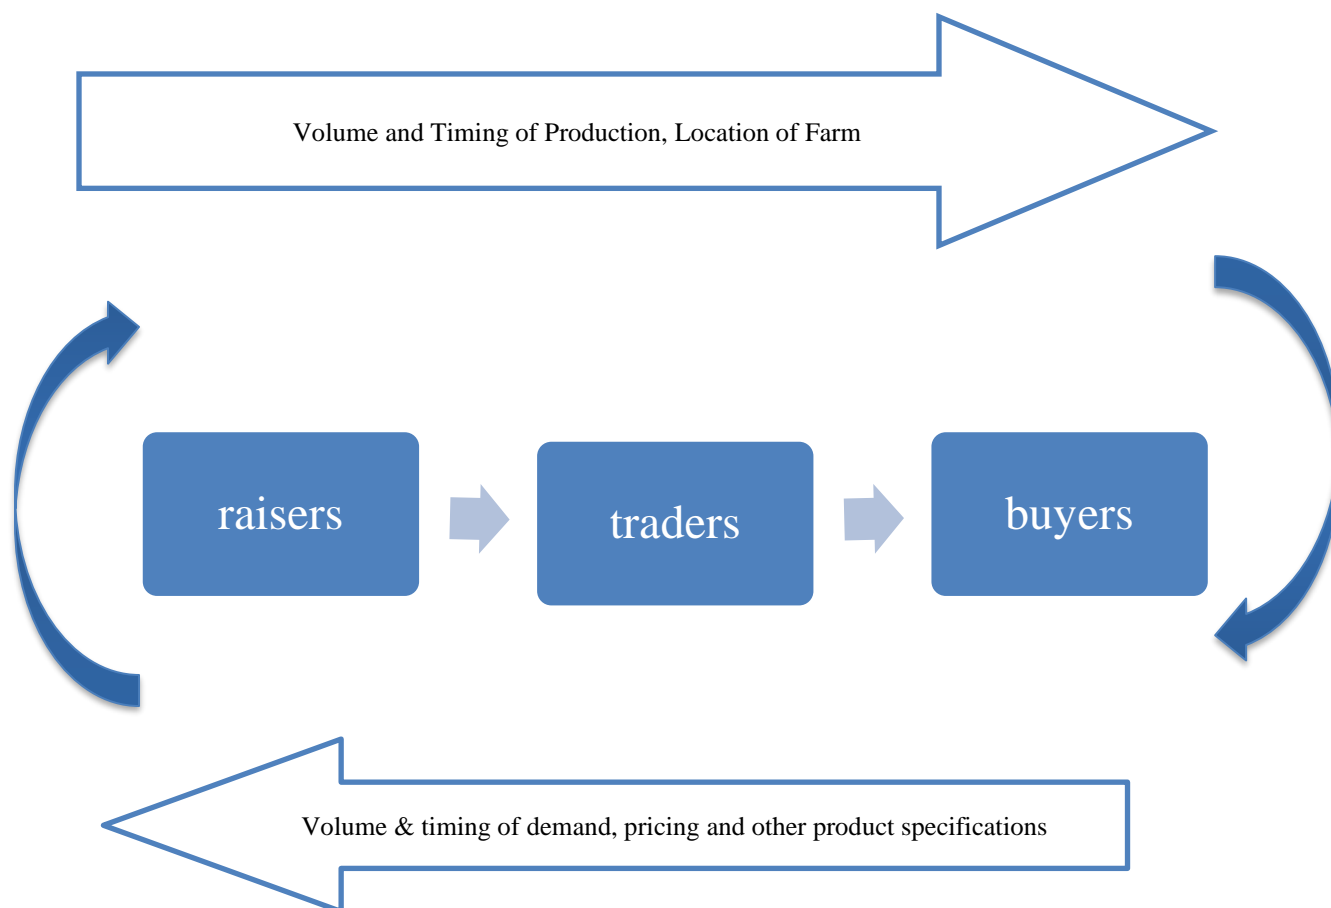 Volume and Timing of Production, Location of Farm
raisers
traders
buyers
Volume & timing of demand, pricing and other product specifications